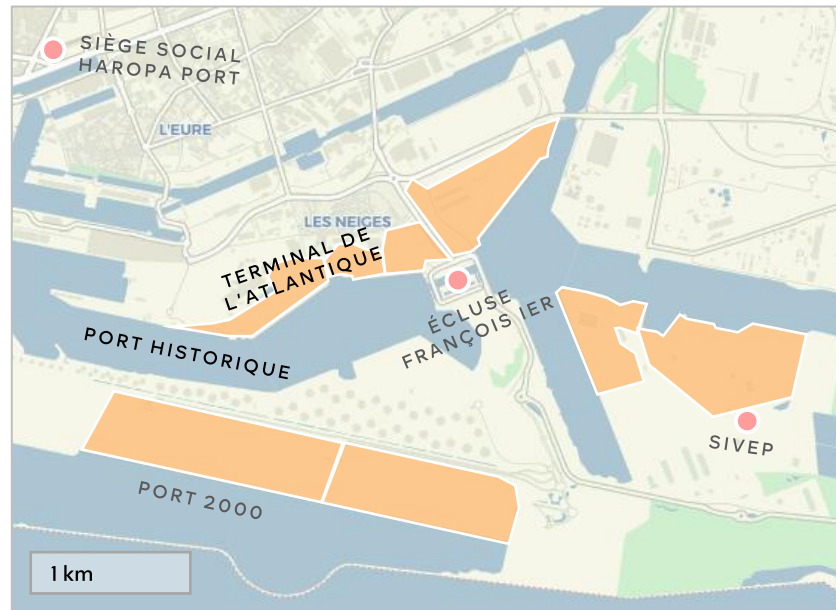 SIÈGE SOCIAL
HAROPA PORT
L'EURE
LES NEIGES
TERMINAL DE
L'ATLANTIQUE
ÉCLUSE
FRANÇOIS IER
PORT HISTORIQUE
SIVEP
PORT 2000
1 km